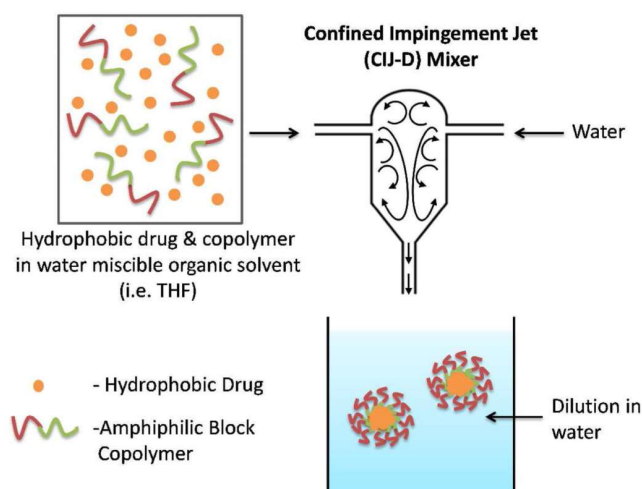 Confined Impingement Jet
(CIJ-D) Mixer
Water
Hydrophobic drug & copolymer
in water miscible organic solvent
(i.e. THF)
- Hydrophobic Drug
-Amphiphilic Block
Copolymer
Dilution in
water